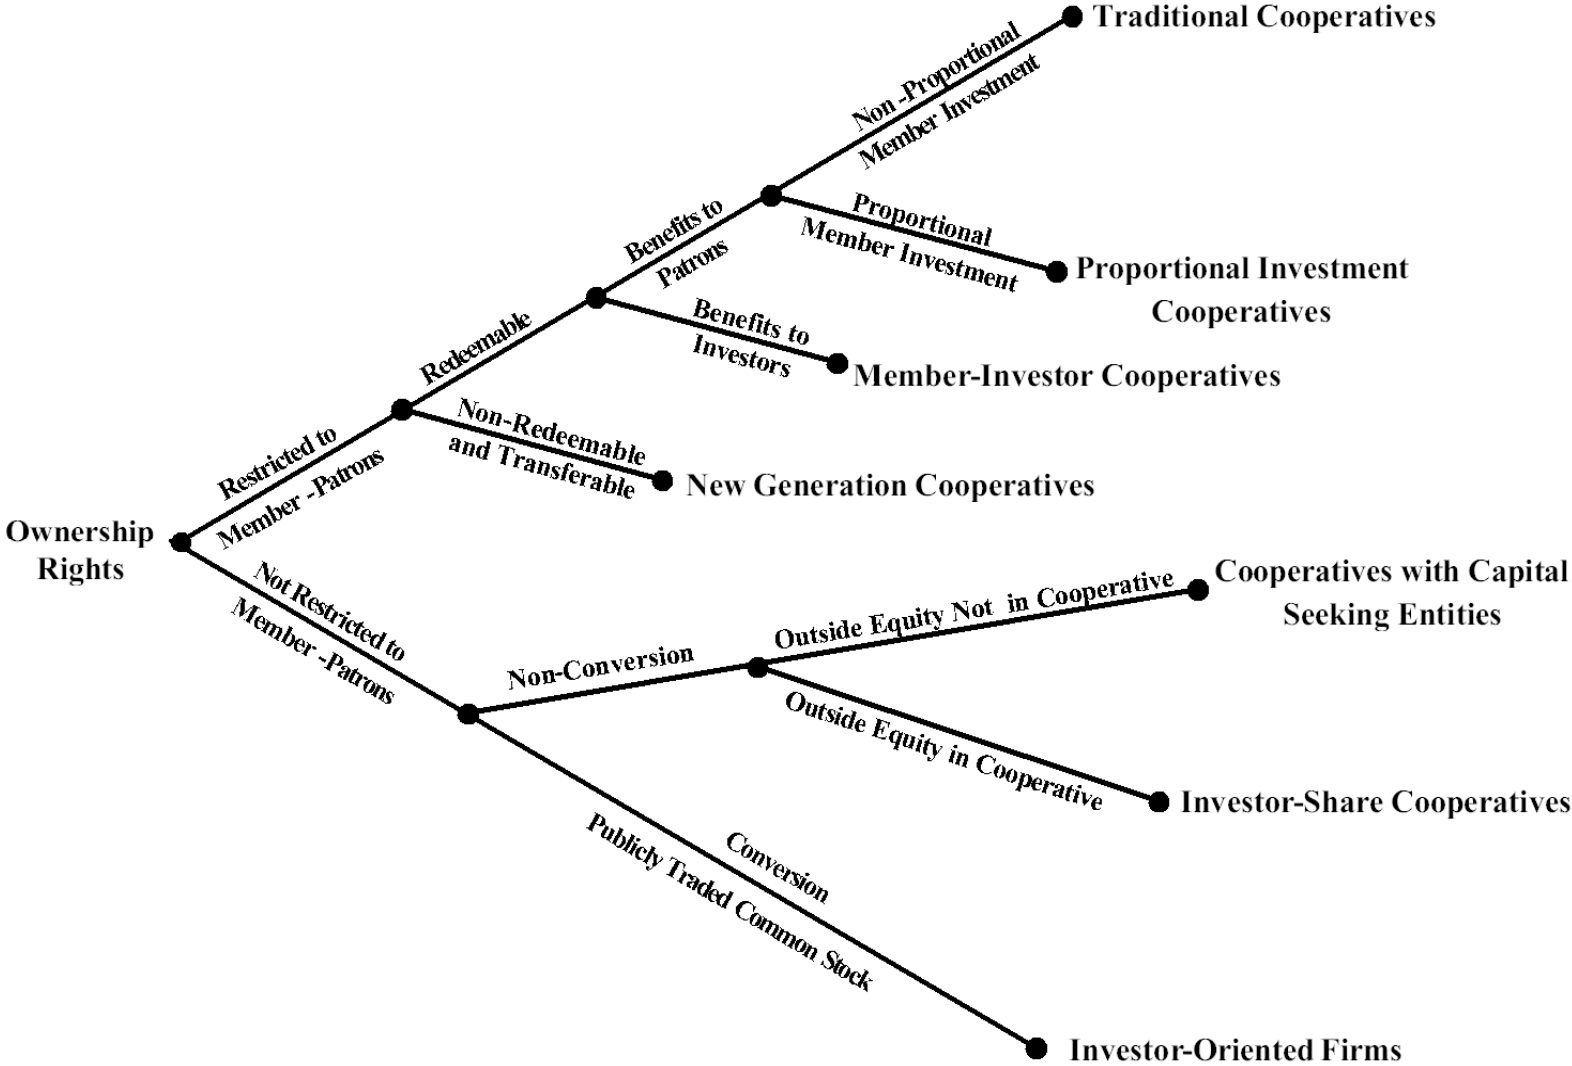 Traditional Cooperatives
Non -Proportional
Member Investment
Proportional
Member Investment
Proportional Investment
Cooperatives
Benefits to
Patrons
Benefits to
Investors
Member-Investor Cooperatives
Redeemable
Non-Redeemable
and Transferable
New Generation Cooperatives
Restricted to
Member -Patrons
Ownership
Rights
Not Restricted to
Member -Patrons
Non-Conversion
Outside Equity Not in Cooperative
Cooperatives with Capital
Seeking Entities
Outside Equity in Cooperative
Investor-Share Cooperatives
Conversion
Publicly Traded Common Stock
Investor-Oriented Firms